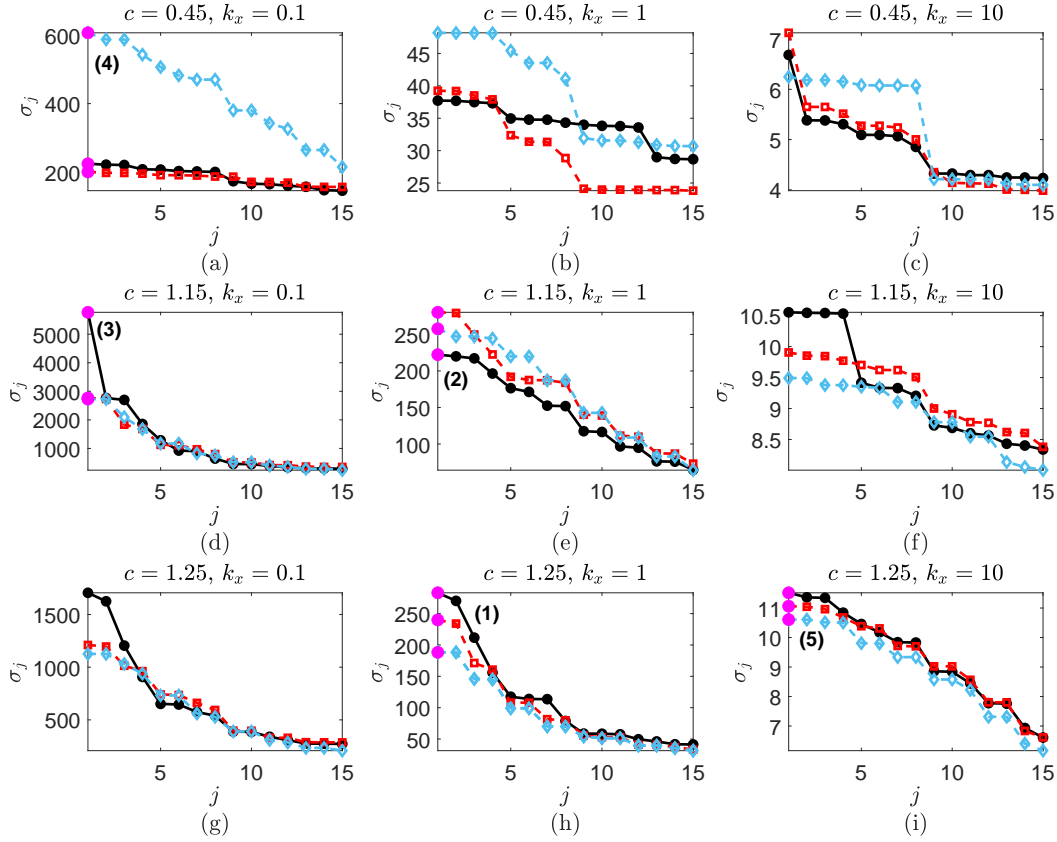 c = 0.45, k_x = 0.1
c = 0.45, k_x = 1
c = 0.45, k_x = 10
600
400
200
σ_j
(4)
5
10
15
j
(a)
45
40
35
30
25
σ_j
5
10
15
j
(b)
7
6
5
4
σ_j
5
10
15
j
(c)
c = 1.15, k_x = 0.1
c = 1.15, k_x = 1
c = 1.15, k_x = 10
5000
4000
3000
2000
1000
σ_j
(3)
5
10
15
j
(d)
250
200
150
100
σ_j
(2)
5
10
15
j
(e)
10.5
10
9.5
9
8.5
σ_j
5
10
15
j
(f)
c = 1.25, k_x = 0.1
c = 1.25, k_x = 1
c = 1.25, k_x = 10
1500
1000
500
σ_j
5
10
15
j
(g)
250
200
150
100
50
σ_j
(1)
5
10
15
j
(h)
11
10
9
8
7
σ_j
(5)
5
10
15
j
(i)